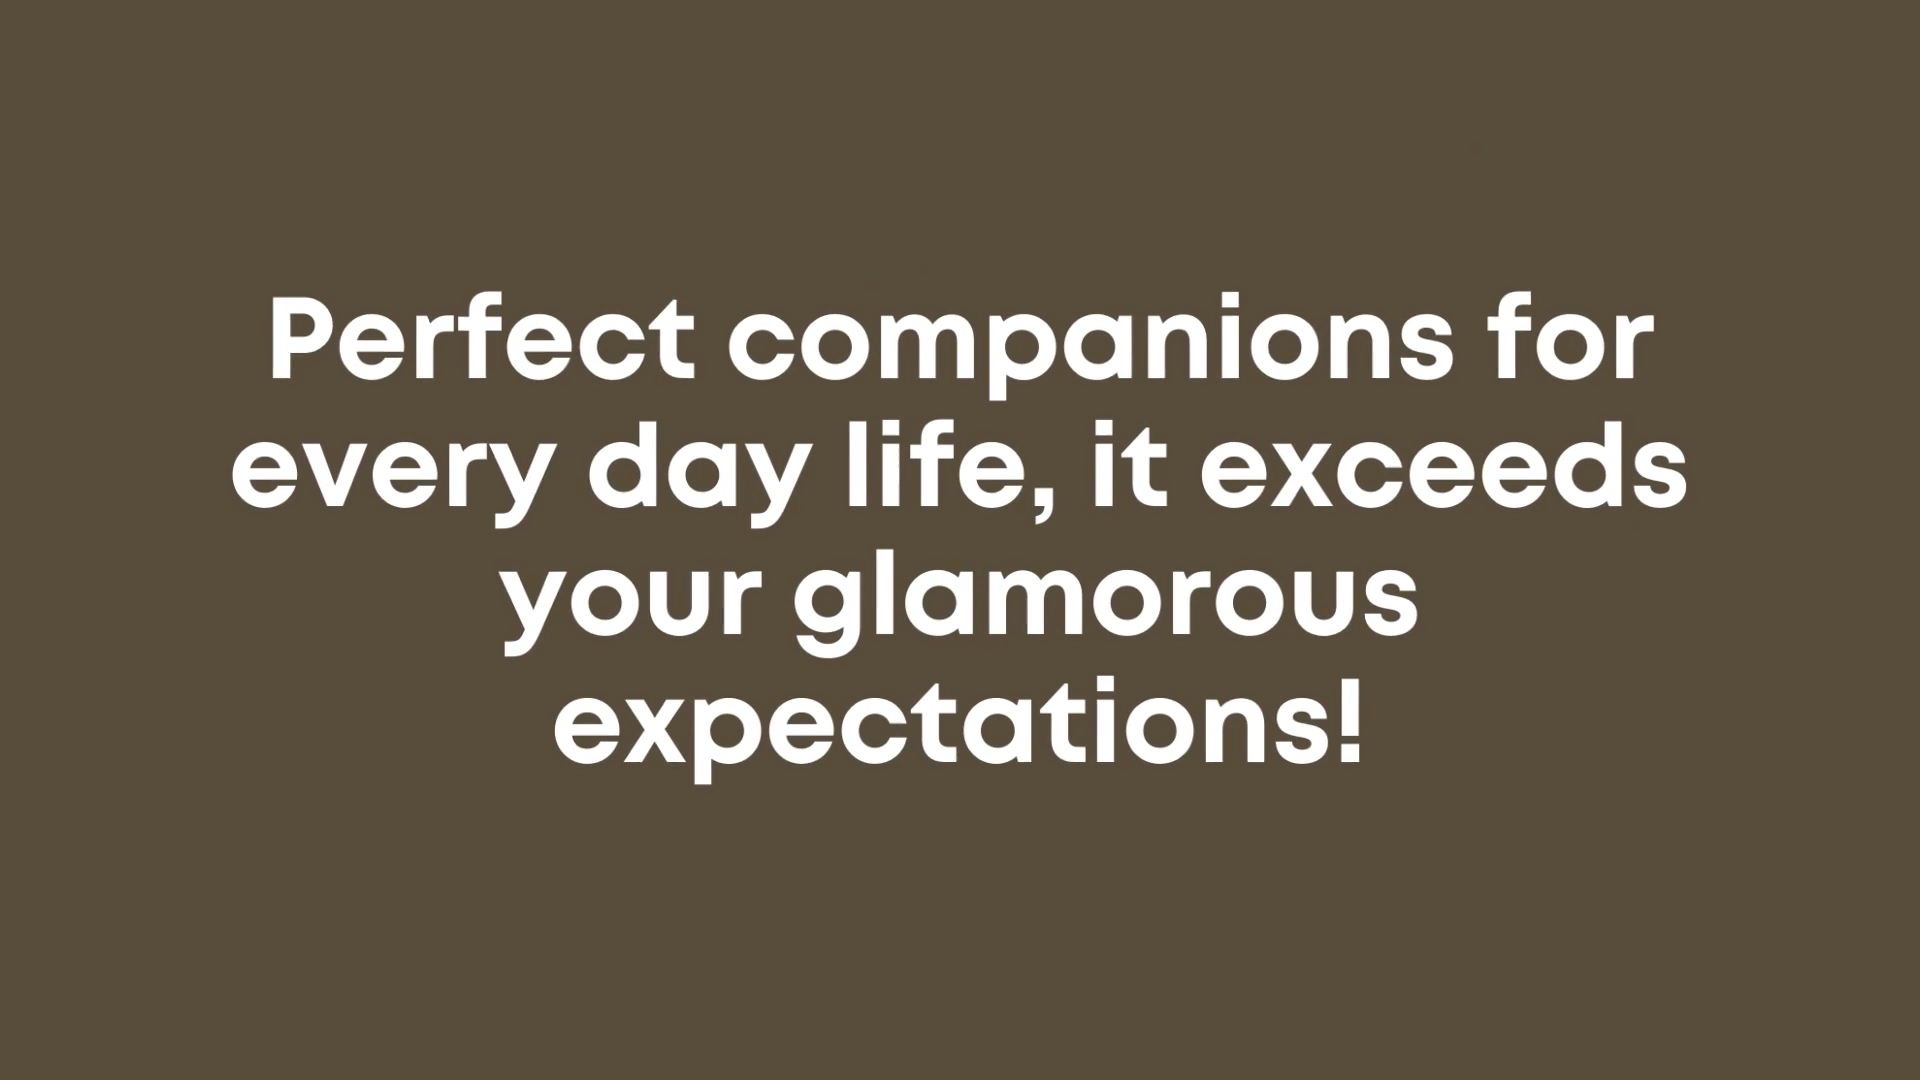 Perfect companions for
every day life, it exceeds
your glamorous
expectations!